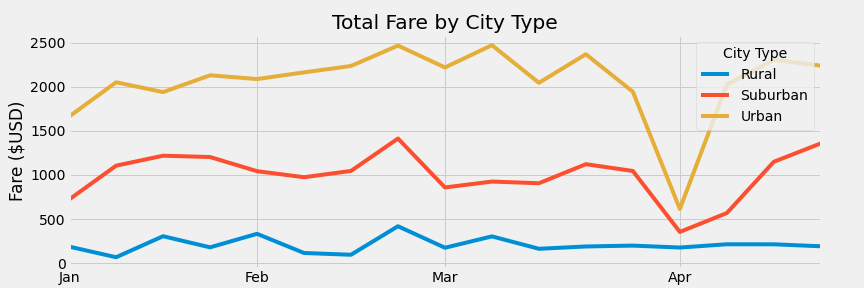 Total Fare by City Type
Fare ($USD)
2500
2000
1500
1000
500
0
Jan
Feb
Mar
Apr
City Type
Rural
Suburban
Urban